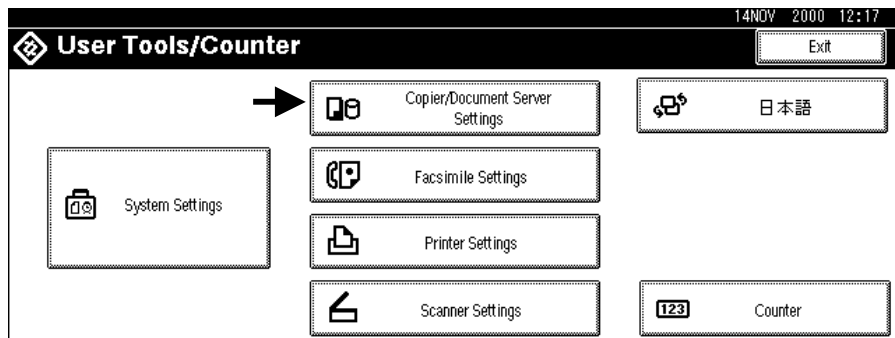 14NOV 2000 12:17
User Tools/Counter
Exit
Copier/Document Server
Settings
日本語
System Settings
Facsimile Settings
Printer Settings
Scanner Settings
123
Counter